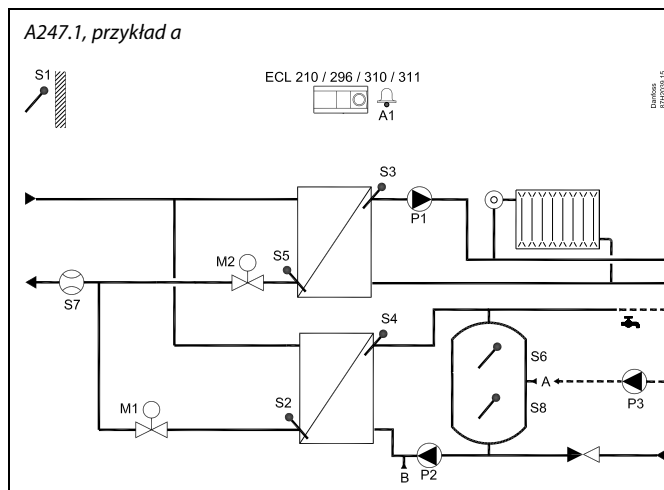 A247.1, przykład a
S1
ECL 210 / 296 / 310 / 311
A1
Danfoss
S3
P1
M2
S5
S7
S4
S6
A
S8
P3
M1
S2
B
P2